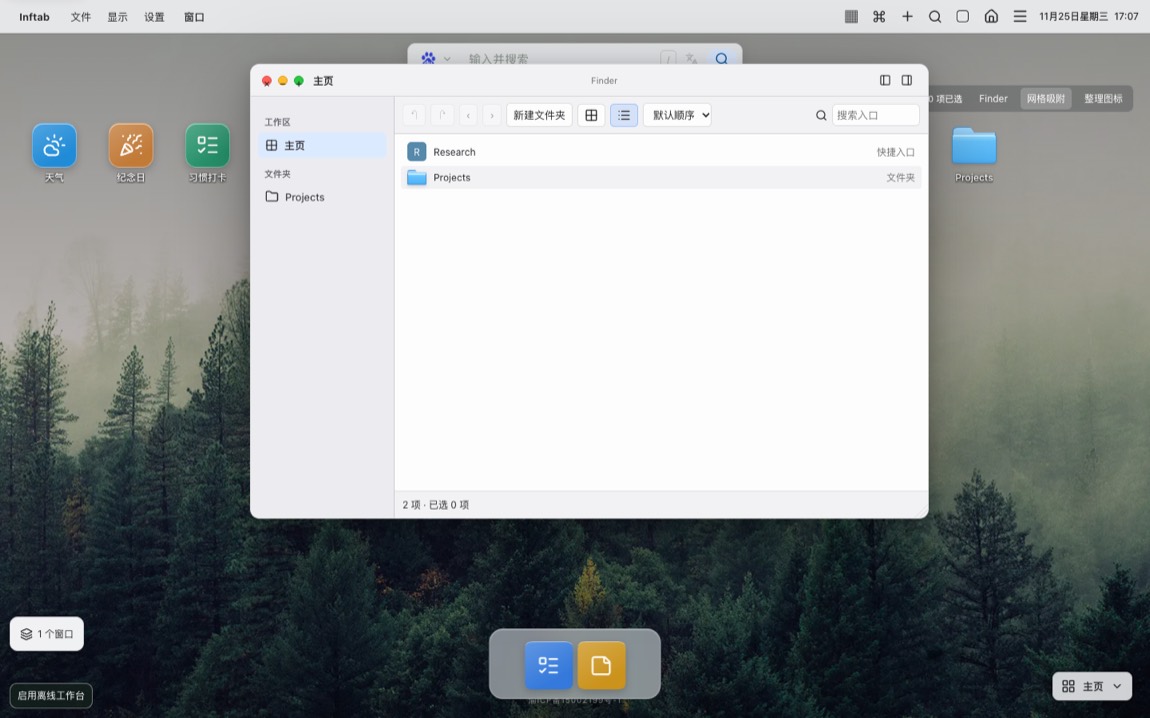 Inftab 文件 显示 设置 窗口 11月25日星期三 17:07
输入并搜索
主页 Finder
项已选 Finder 网格吸附 整理图标
工作区
主页
文件夹
Projects
新建文件夹 默认顺序 搜索入口
R Research 快捷入口
Projects 文件夹
2 项 · 已选 0 项
天气 纪念日 习惯打卡
Projects
1 个窗口
启用离线工作台
主页